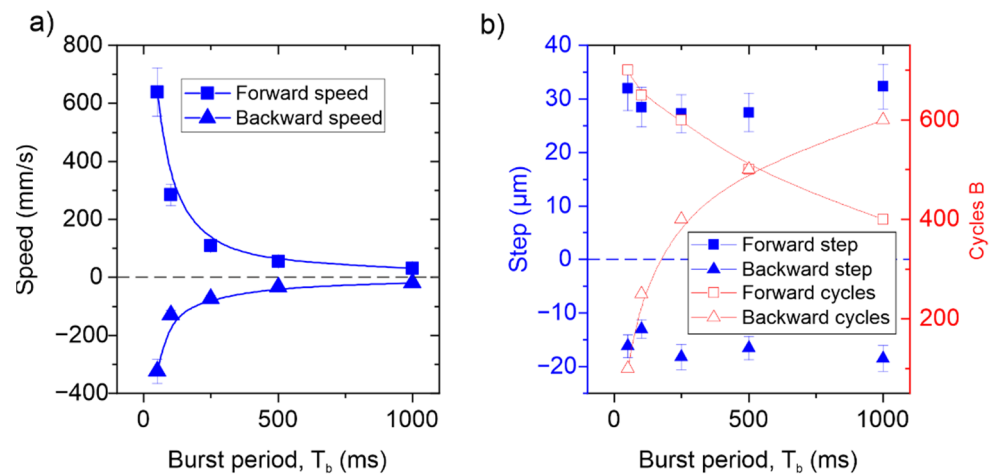 a)
800
600
400
200
0
−200
−400
Speed (mm/s)
Forward speed
Backward speed
0
500
1000
Burst period, T_b (ms)
b)
40
30
20
10
0
−10
−20
Step (µm)
Forward step
Backward step
Forward cycles
Backward cycles
600
400
200
Cycles B
0
500
1000
Burst period, T_b (ms)